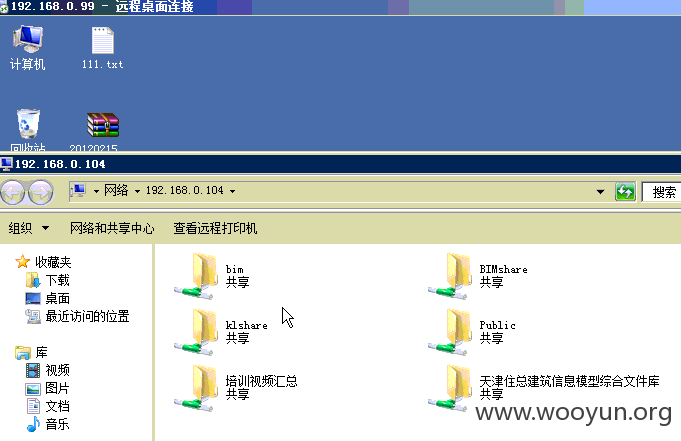 192.168.0.99 - 远程桌面连接
计算机
111.txt
回收站
20120215
192.168.0.104
网络
192.168.0.104
搜索
组织
网络和共享中心
查看远程打印机
收藏夹
下载
桌面
最近访问的位置
库
视频
图片
文档
音乐
bim
共享
BIMshare
共享
klshare
共享
Public
共享
培训视频汇总
共享
天津住总建筑信息模型综合文件库
共享
www.wooyun.org